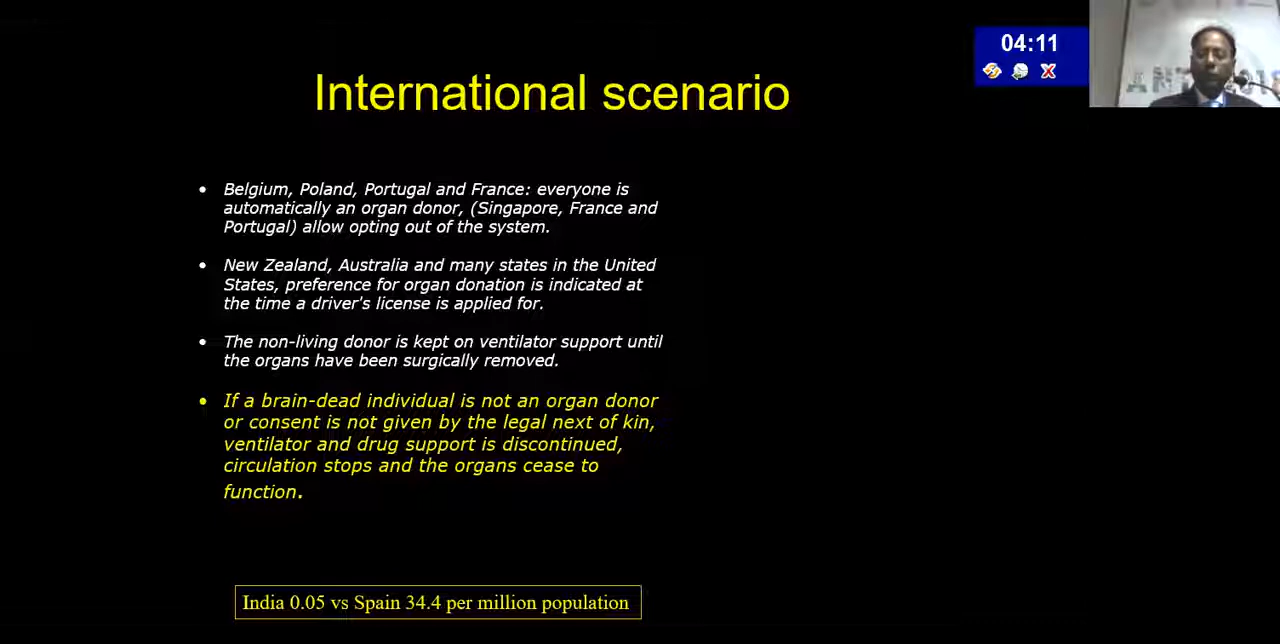 04:11
International scenario
• Belgium, Poland, Portugal and France: everyone is
automatically an organ donor, (Singapore, France and
Portugal) allow opting out of the system.
• New Zealand, Australia and many states in the United
States, preference for organ donation is indicated at
the time a driver's license is applied for.
• The non-living donor is kept on ventilator support until
the organs have been surgically removed.
• If a brain-dead individual is not an organ donor
or consent is not given by the legal next of kin,
ventilator and drug support is discontinued,
circulation stops and the organs cease to
function.
India 0.05 vs Spain 34.4 per million population